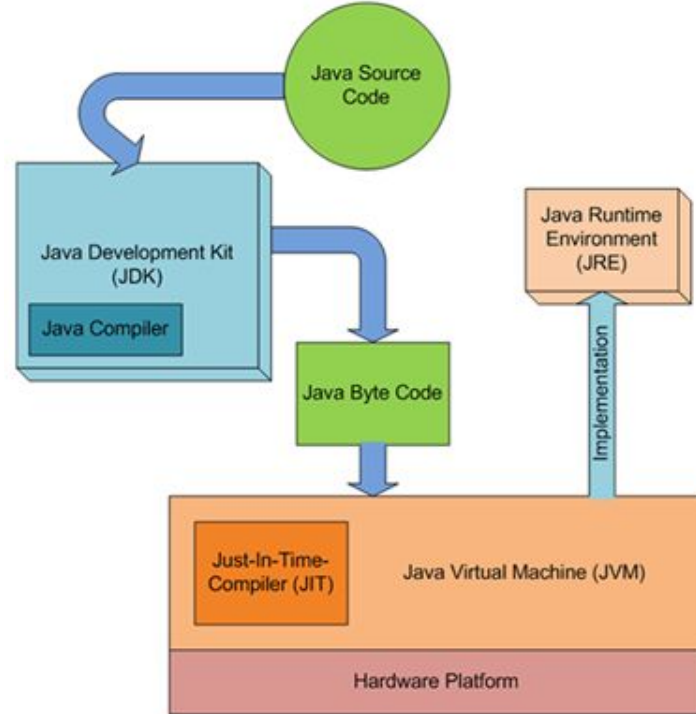 Java Source
Code
Java Development Kit
(JDK)
Java Compiler
Java Runtime
Environment
(JRE)
Java Byte Code
Implementation
Just-In-Time-
Compiler (JIT)
Java Virtual Machine (JVM)
Hardware Platform